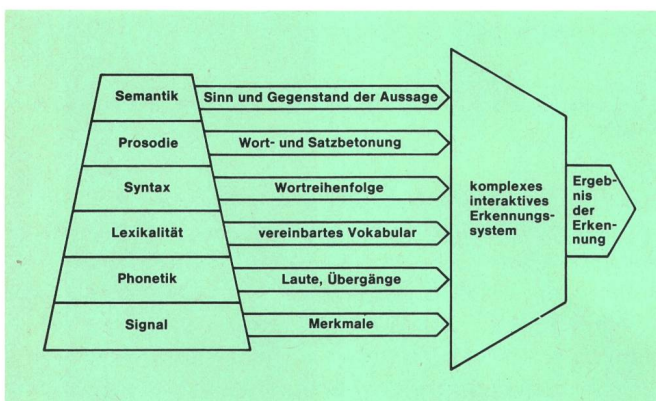 Semantik
Sinn und Gegenstand der Aussage
Prosodie
Wort- und Satzbetonung
Syntax
Wortreihenfolge
Lexikalität
vereinbartes Vokabular
Phonetik
Laute, Übergänge
Signal
Merkmale
komplexes
interaktives
Erkennungs-
system
Ergeb-
nis
der
Erken-
nung